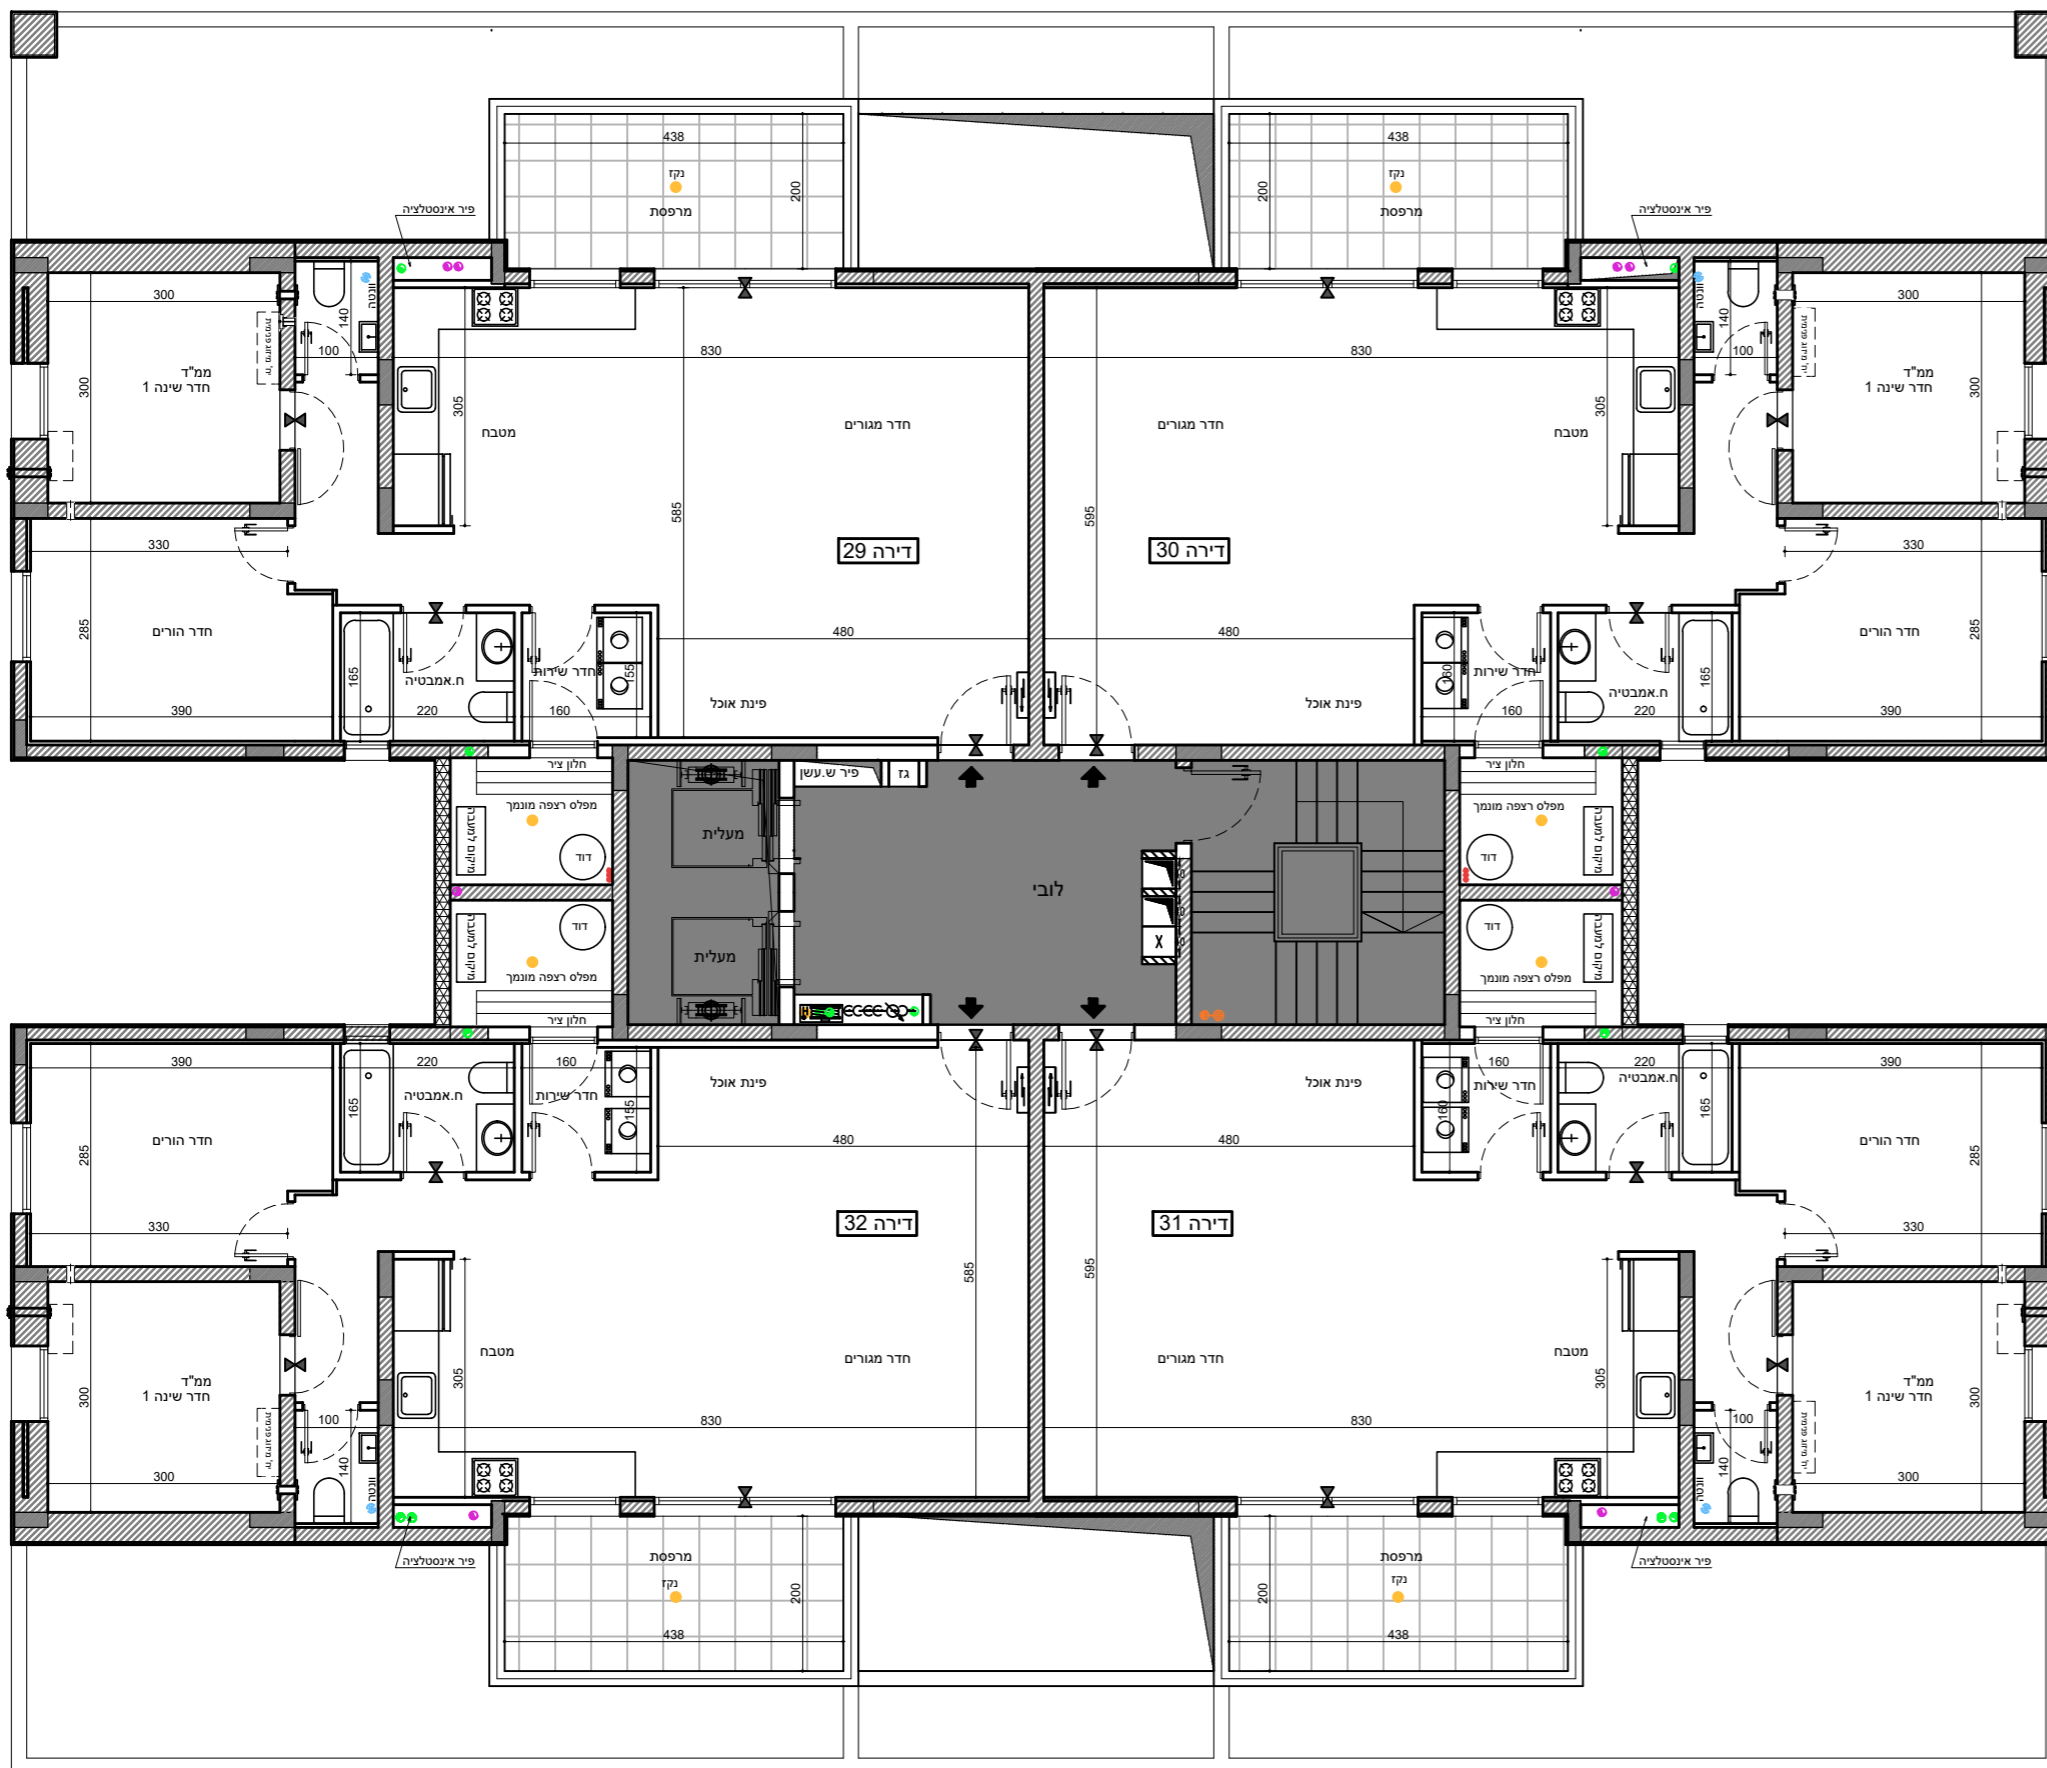 438
438
נקז
נקז
200
200
מרפסת
מרפסת
פיר אינסטלציה
פיר אינסטלציה
300
140
100
830
830
140
100
300
ממ"ד
חדר שינה 1
300
305
מטבח
חדר מגורים
חדר מגורים
מטבח
305
ממ"ד
חדר שינה 1
300
585
595
דירה 29
דירה 30
330
330
285
חדר הורים
480
480
חדר הורים
285
165
ח.אמבטיה
חדר שירות
155
פינת אוכל
פינת אוכל
160
חדר שירות
ח.אמבטיה
165
390
220
160
160
220
390
חלון ציר
פיר ש.עשן
גז
חלון ציר
מפלס רצפה מונמך
מפלס רצפה מונמך
מעלית
מיקום למעבה
דוד
דוד
מיקום למעבה
לובי
מיקום למעבה
דוד
דוד
מיקום למעבה
מעלית
X
מפלס רצפה מונמך
מפלס רצפה מונמך
חלון ציר
חלון ציר
390
220
160
160
220
390
165
ח.אמבטיה
חדר שירות
155
פינת אוכל
פינת אוכל
160
חדר שירות
ח.אמבטיה
165
285
חדר הורים
480
480
חדר הורים
285
330
330
דירה 32
דירה 31
585
595
ממ"ד
חדר שינה 1
300
305
מטבח
חדר מגורים
חדר מגורים
מטבח
305
ממ"ד
חדר שינה 1
300
100
830
830
100
300
140
140
300
פיר אינסטלציה
פיר אינסטלציה
מרפסת
מרפסת
נקז
נקז
200
200
438
438